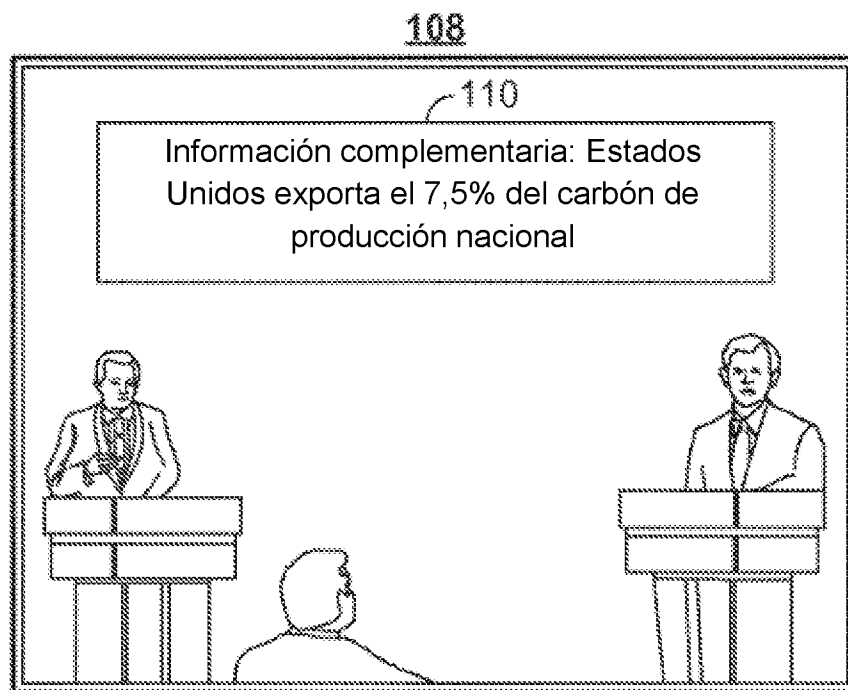 108
110
Información complementaria: Estados
Unidos exporta el 7,5% del carbón de
producción nacional